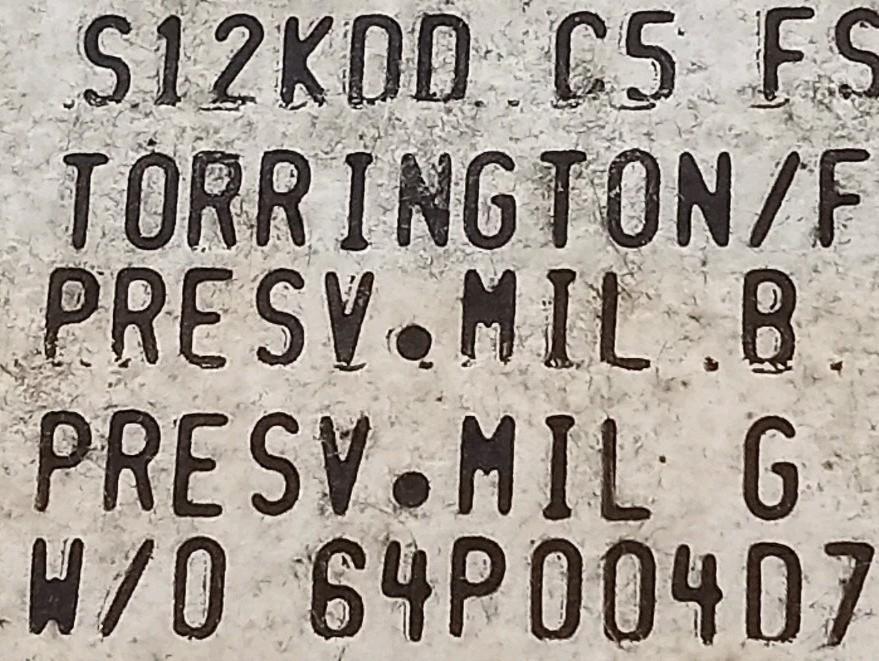 S12KDD C5 FS
TORRINGTON/F
PRESV.MIL B
PRESV.MIL G
W/O 64P004D7